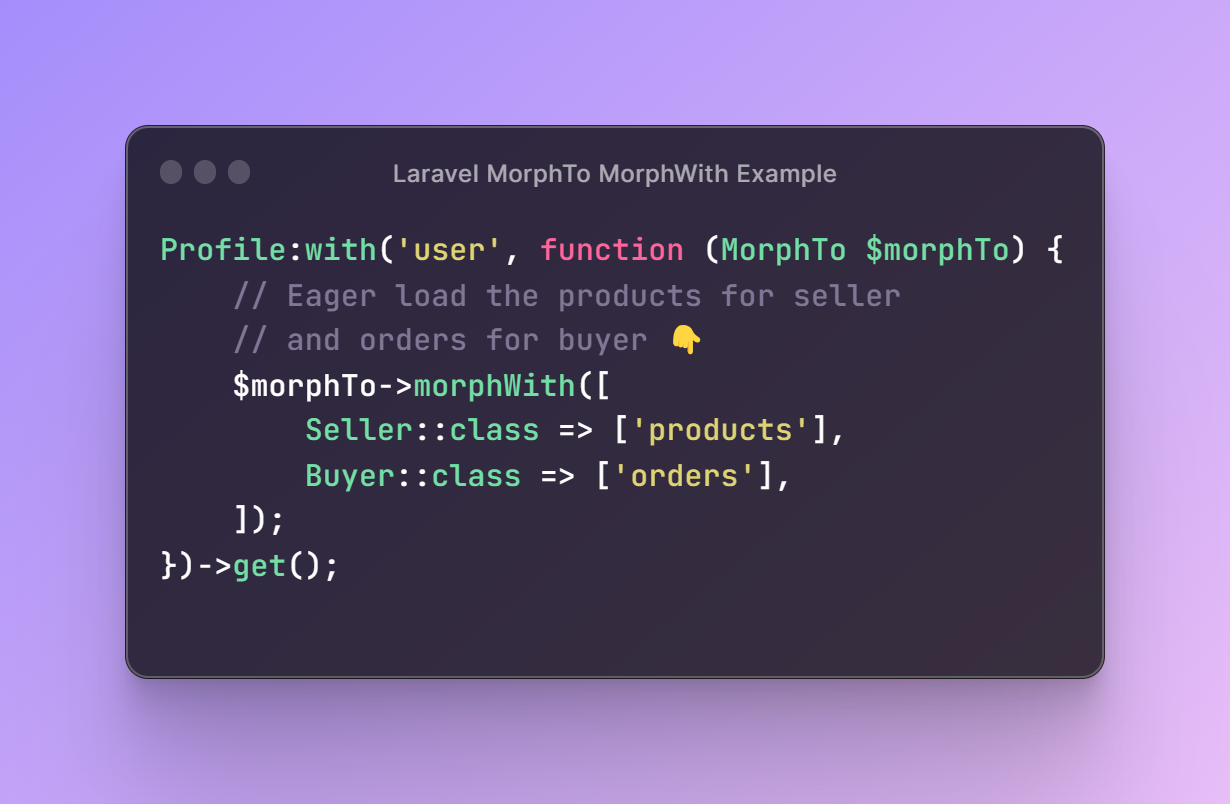 Laravel MorphTo MorphWith Example
Profile:with('user', function (MorphTo $morphTo) {
    // Eager load the products for seller
    // and orders for buyer 👇
    $morphTo->morphWith([
        Seller::class => ['products'],
        Buyer::class => ['orders'],
    ]);
})->get();